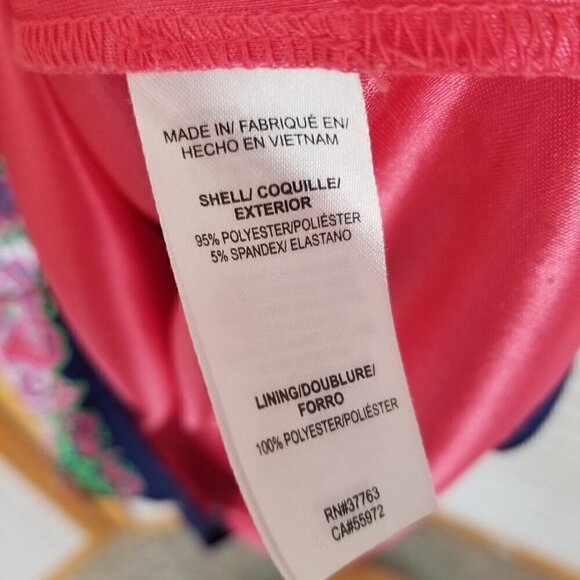 MADE IN/ FABRIQUÉ EN/
HECHO EN VIETNAM
SHELL/ COQUILLE/
EXTERIOR
95% POLYESTER/POLIÉSTER
5% SPANDEX/ ELASTANO
LINING/DOUBLURE/
FORRO
100% POLYESTER/POLIÉSTER
RN#37763
CA#55972